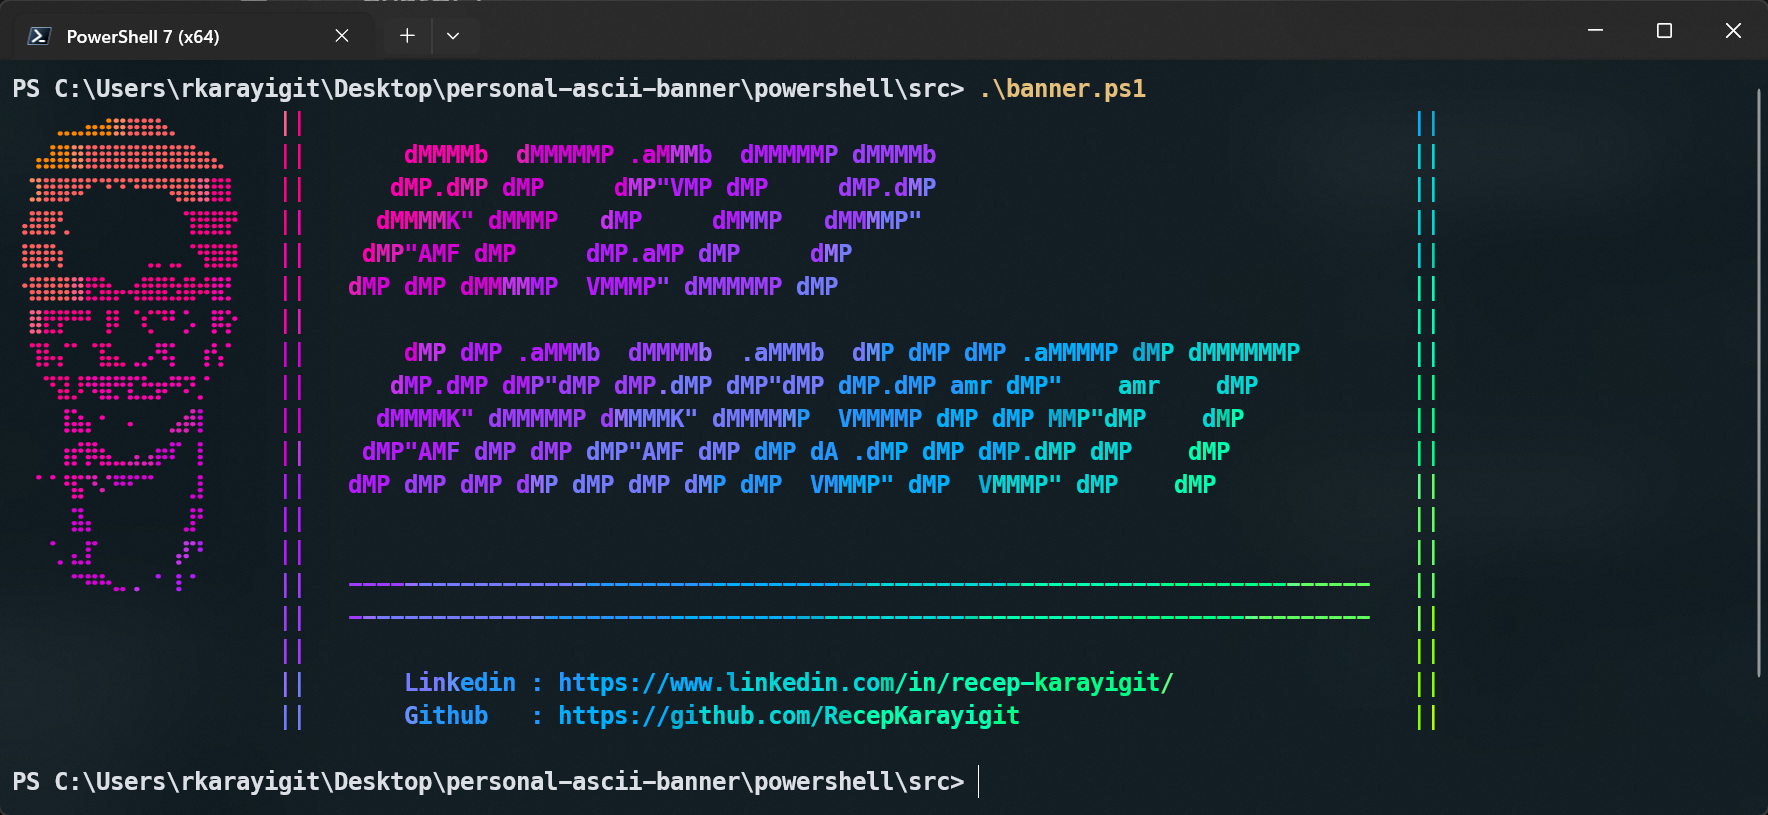 PowerShell 7 (x64)
PS C:\Users\rkarayigit\Desktop\personal-ascii-banner\powershell\src> .\banner.ps1
    dMMMMb  dMMMMMP .aMMMb  dMMMMMP dMMMMb
   dMP.dMP dMP     dMP"VMP dMP     dMP.dMP
  dMMMMK" dMMMP   dMP     dMMMP   dMMMMP"
 dMP"AMF dMP     dMP.aMP dMP     dMP
dMP dMP dMMMMMP  VMMMP" dMMMMMP dMP
    dMP dMP .aMMMb  dMMMMb  .aMMMb  dMP dMP dMP .aMMMMP dMP dMMMMMMP
   dMP.dMP dMP"dMP dMP.dMP dMP"dMP dMP.dMP amr dMP"    amr    dMP
  dMMMMK" dMMMMMP dMMMMK" dMMMMMP  VMMMMP dMP dMP MMP"dMP    dMP
 dMP"AMF dMP dMP dMP"AMF dMP dMP dA .dMP dMP dMP.dMP dMP    dMP
dMP dMP dMP dMP dMP dMP dMP dMP  VMMMP" dMP  VMMMP" dMP    dMP
Linkedin : https://www.linkedin.com/in/recep-karayigit/
Github   : https://github.com/RecepKarayigit
PS C:\Users\rkarayigit\Desktop\personal-ascii-banner\powershell\src>